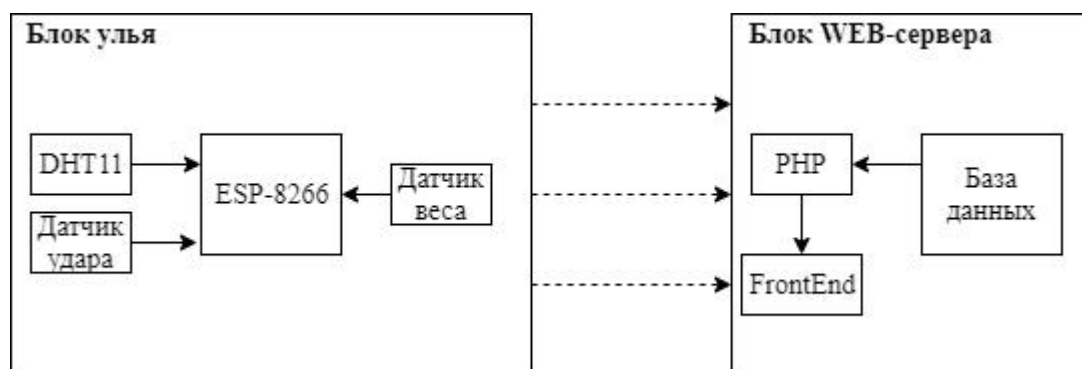 Блок улья
DHT11
ESP-8266
Датчик
веса
Датчик
удара
Блок WEB-сервера
PHP
База
данных
FrontEnd